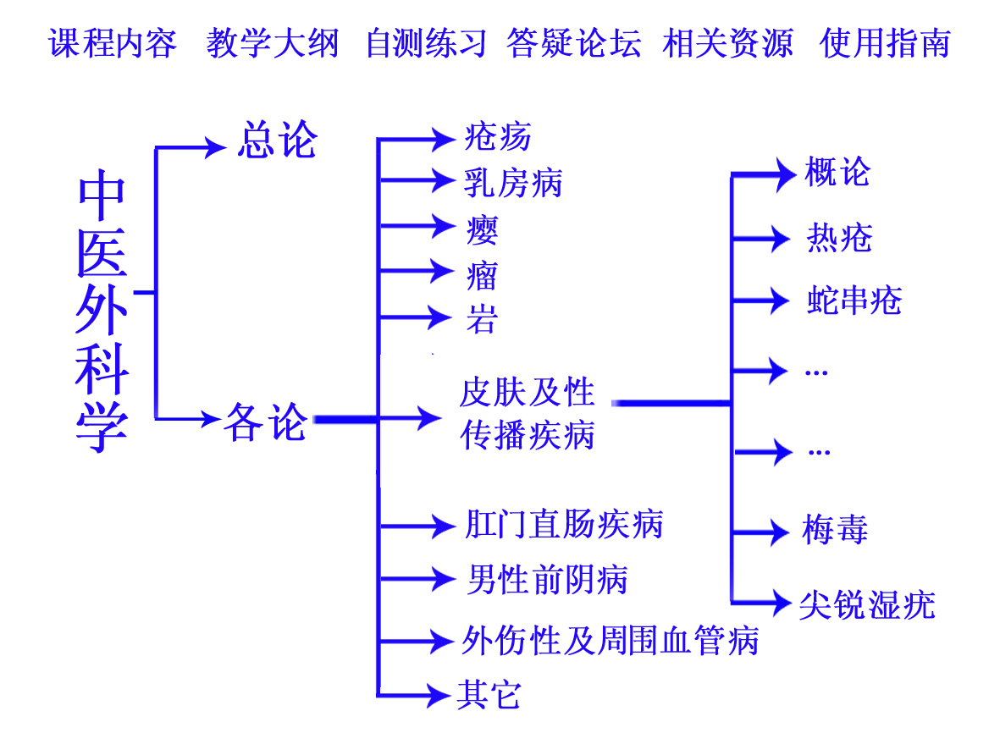 课程内容 教学大纲 自测练习 答疑论坛 相关资源 使用指南
中医外科学
总论
各论
疮疡
乳房病
瘿
瘤
岩
皮肤及性
传播疾病
肛门直肠疾病
男性前阴病
外伤性及周围血管病
其它
概论
热疮
蛇串疮
...
...
梅毒
尖锐湿疣